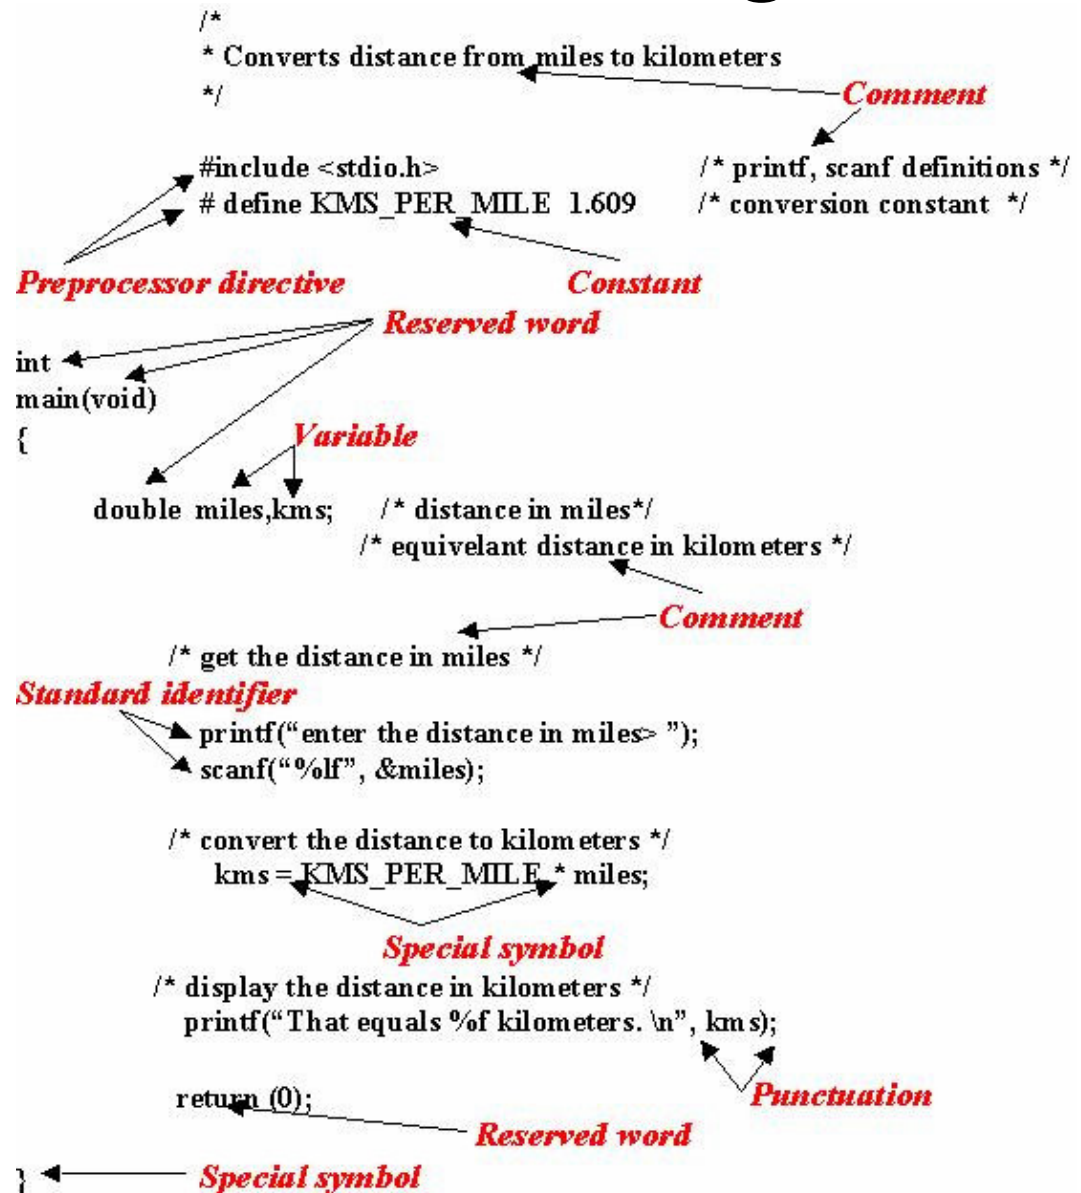 /*
* Converts distance from miles to kilometers
*/
Comment
#include <stdio.h> /* printf, scanf definitions */
# define KMS_PER_MILE 1.609 /* conversion constant */
Preprocessor directive Constant
Reserved word
int
main(void)
{
Variable
double miles,kms; /* distance in miles*/
/* equivelant distance in kilometers */
Comment
/* get the distance in miles */
Standard identifier
printf(“enter the distance in miles> ”);
scanf(“%lf”, &miles);
/* convert the distance to kilometers */
kms = KMS_PER_MILE * miles;
Special symbol
/* display the distance in kilometers */
printf(“That equals %f kilometers. \n”, kms);
Punctuation
return (0);
Reserved word
} Special symbol